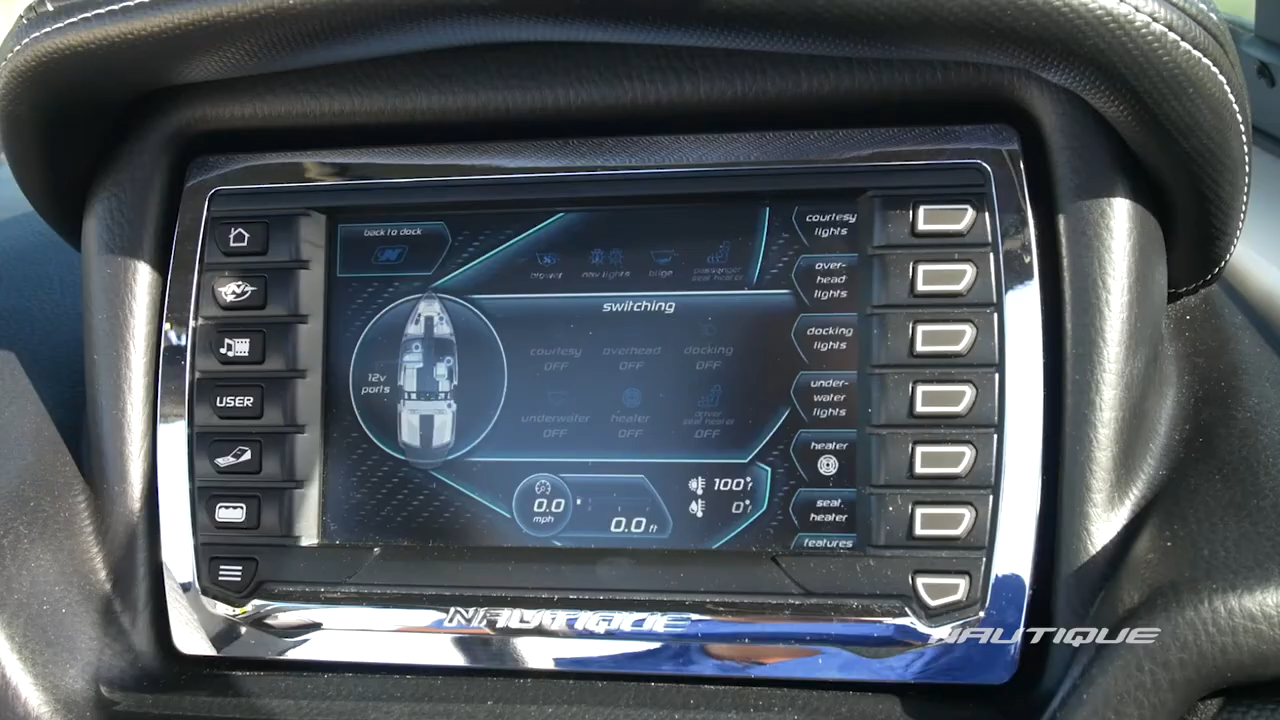 back to dock
blower
nav lights
bilge
passenger
seat heater
switching
courtesy
OFF
overhead
OFF
docking
OFF
underwater
OFF
heater
OFF
driver
seat heater
OFF
12v
ports
0.0
mph
0.0 ft
100°f
0°f
USER
courtesy
lights
over-
head
lights
docking
lights
under-
water
lights
heater
seat
heater
features
NAUTIQUE
NAUTIQUE